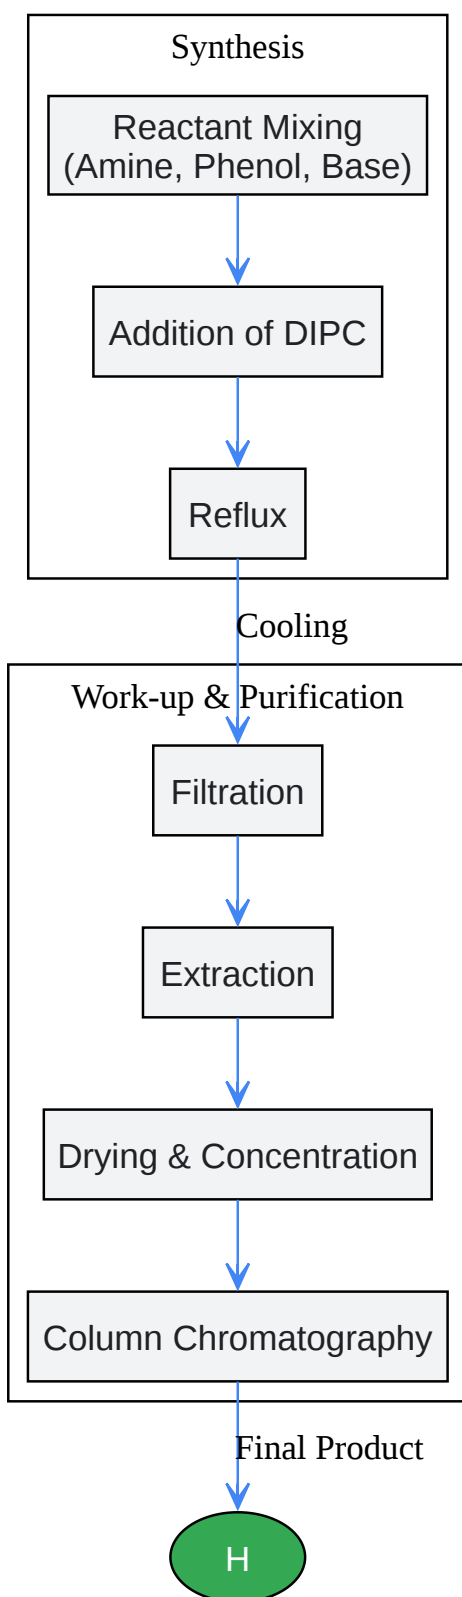 Synthesis
Reactant Mixing
(Amine, Phenol, Base)
Addition of DIPC
Reflux
Cooling
Work-up & Purification
Filtration
Extraction
Drying & Concentration
Column Chromatography
Final Product
H